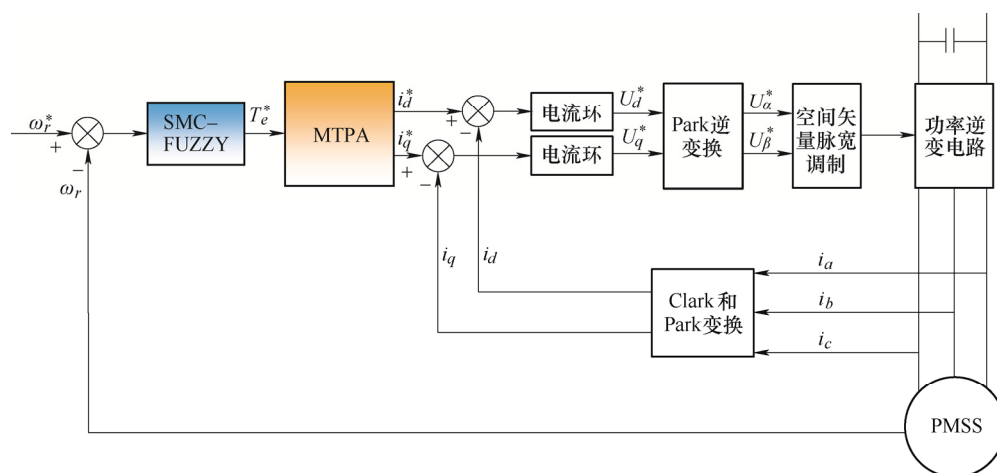 ω_r^*
+
−
ω_r
SMC-
FUZZY
T_e^*
MTPA
i_d^*
i_q^*
+
−
+
−
电流环
电流环
U_d^*
U_q^*
Park逆
变换
U_α^*
U_β^*
空间矢
量脉宽
调制
功率逆
变电路
i_q
i_d
Clark和
Park变换
i_a
i_b
i_c
PMSS